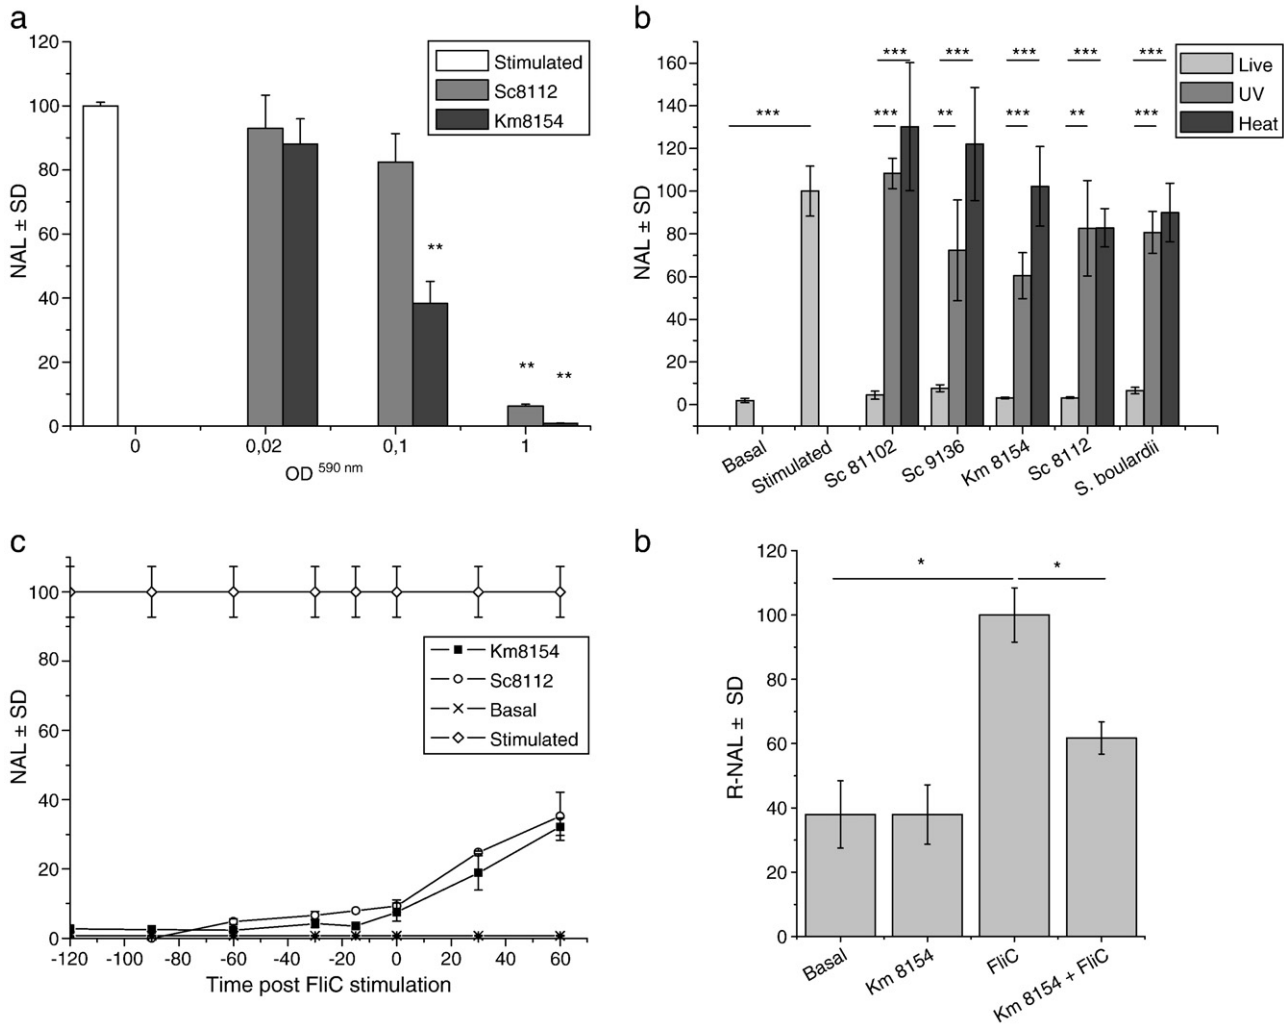 a
120
100
80
60
40
20
0
NAL ± SD
Stimulated
Sc8112
Km8154
**
** **
0 0,02 0,1 1
OD 590 nm
b
160
140
120
100
80
60
40
20
0
NAL ± SD
Live
UV
Heat
*** *** *** *** ***
*** *** ** *** ** ***
Basal Stimulated Sc 81102 Sc 9136 Km 8154 Sc 8112 S. boulardii
c
100
80
60
40
20
0
NAL ± SD
Km8154
Sc8112
Basal
Stimulated
-120 -100 -80 -60 -40 -20 0 20 40 60
Time post FliC stimulation
b
120
100
80
60
40
20
0
R-NAL ± SD
* *
Basal Km 8154 FliC Km 8154 + FliC